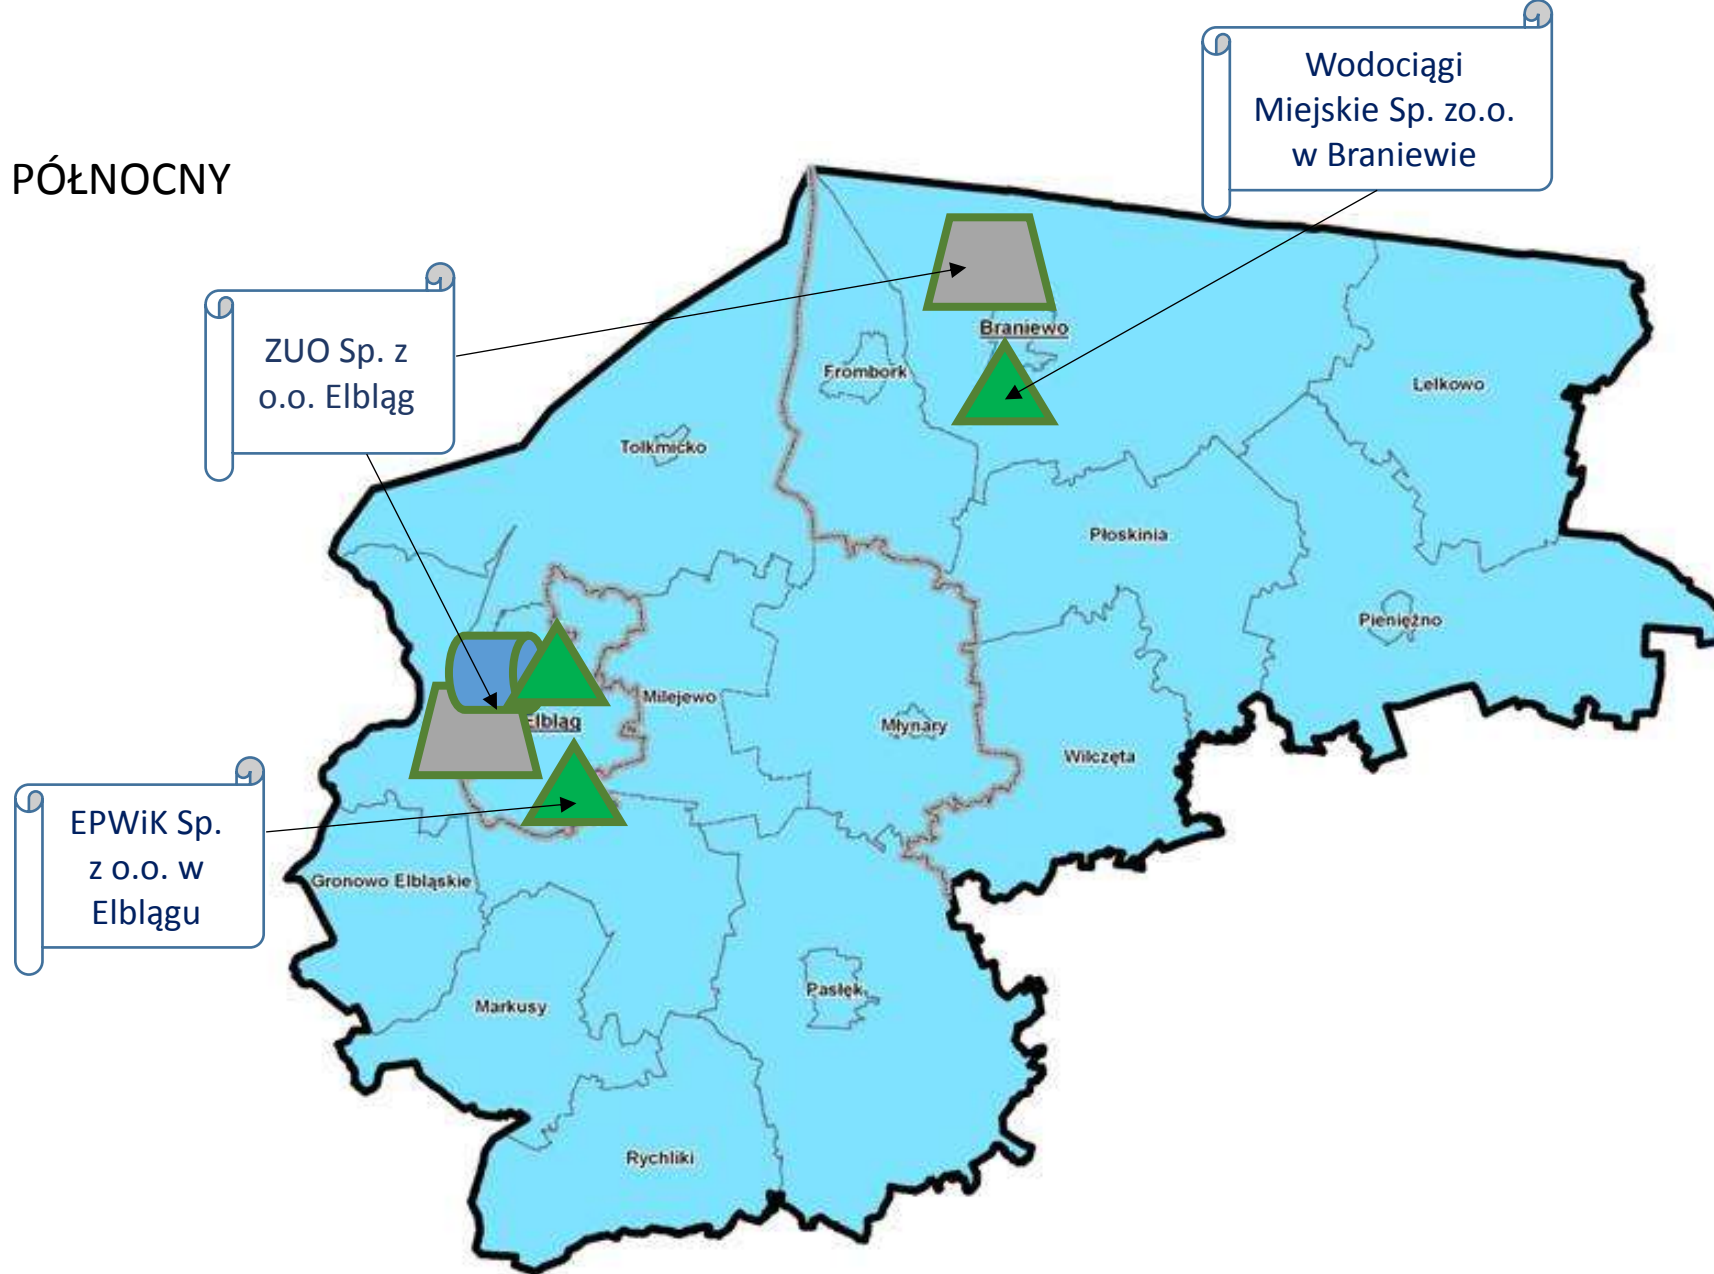 PÓŁNOCNY
Wodociągi
Miejskie Sp. zo.o.
w Braniewie
ZUO Sp. z
o.o. Elbląg
Braniewo
Frombork
Lelkowo
Tolkmicko
Płoskinia
Pieniężno
Milejewo
Elbląg
Młynary
Wilczęta
EPWiK Sp.
z o.o. w
Elblągu
Gronowo Elbląskie
Pasłęk
Markusy
Rychliki